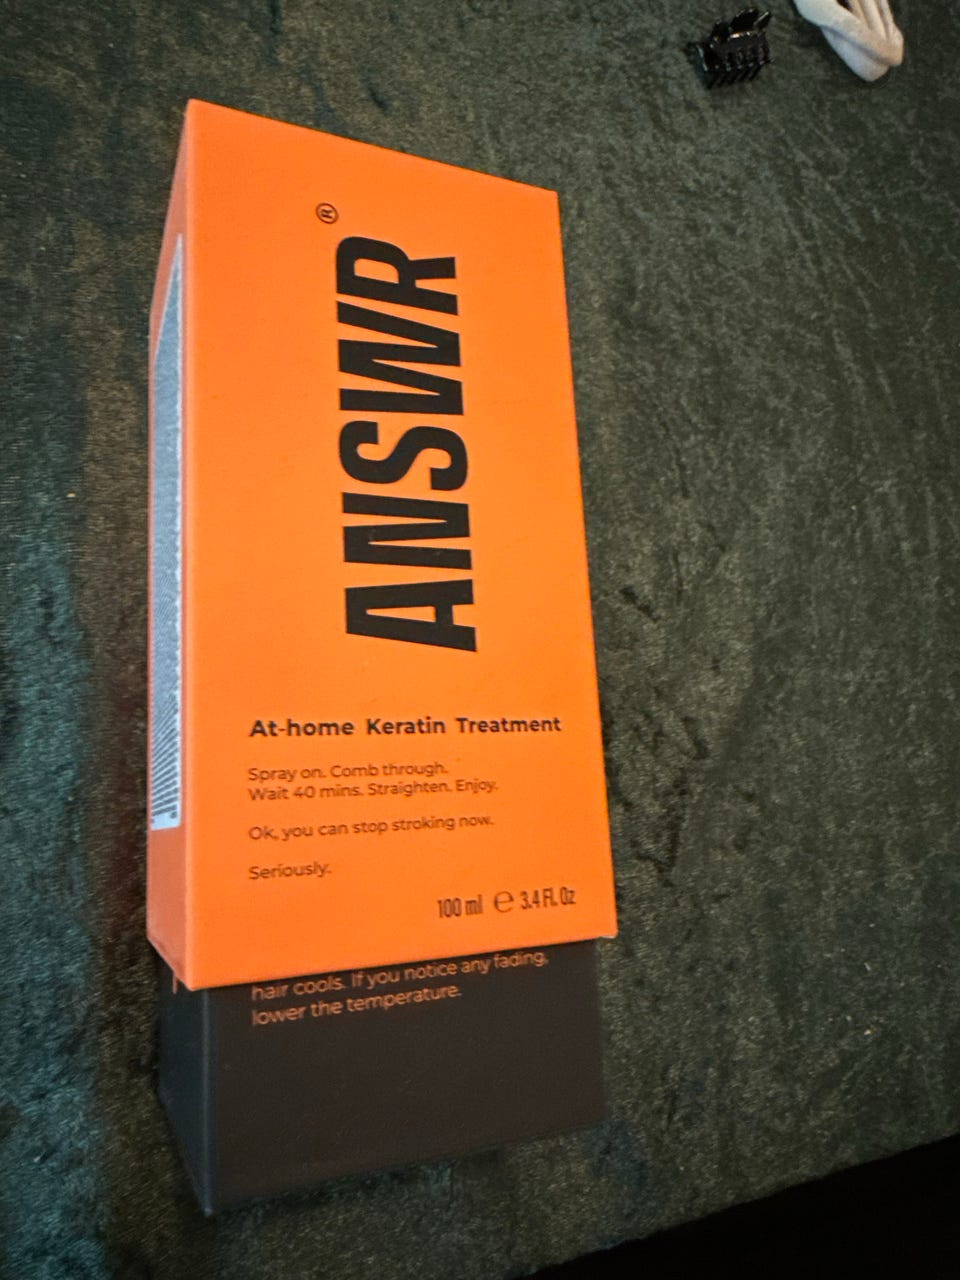 ANSWR®
At-home Keratin Treatment
Spray on. Comb through.
Wait 40 mins. Straighten. Enjoy.
Ok, you can stop stroking now.
Seriously.
100 ml ℮ 3.4 Fl. Oz
hair cools. If you notice any fading,
lower the temperature.